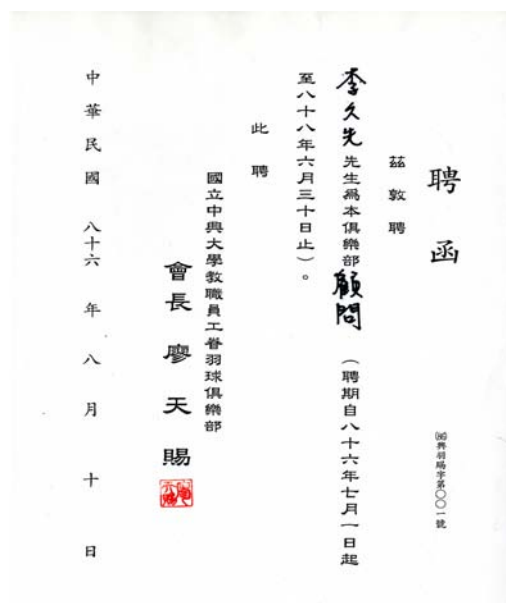 聘函
㊅興羽賜字第○○一號
茲敦聘
李久先先生為本俱樂部顧問（聘期自八十六年七月一日起
至八十八年六月三十日止）。
此聘
國立中興大學教職員工眷羽球俱樂部
會長 廖天賜
中華民國 八十六 年 八 月 十 日